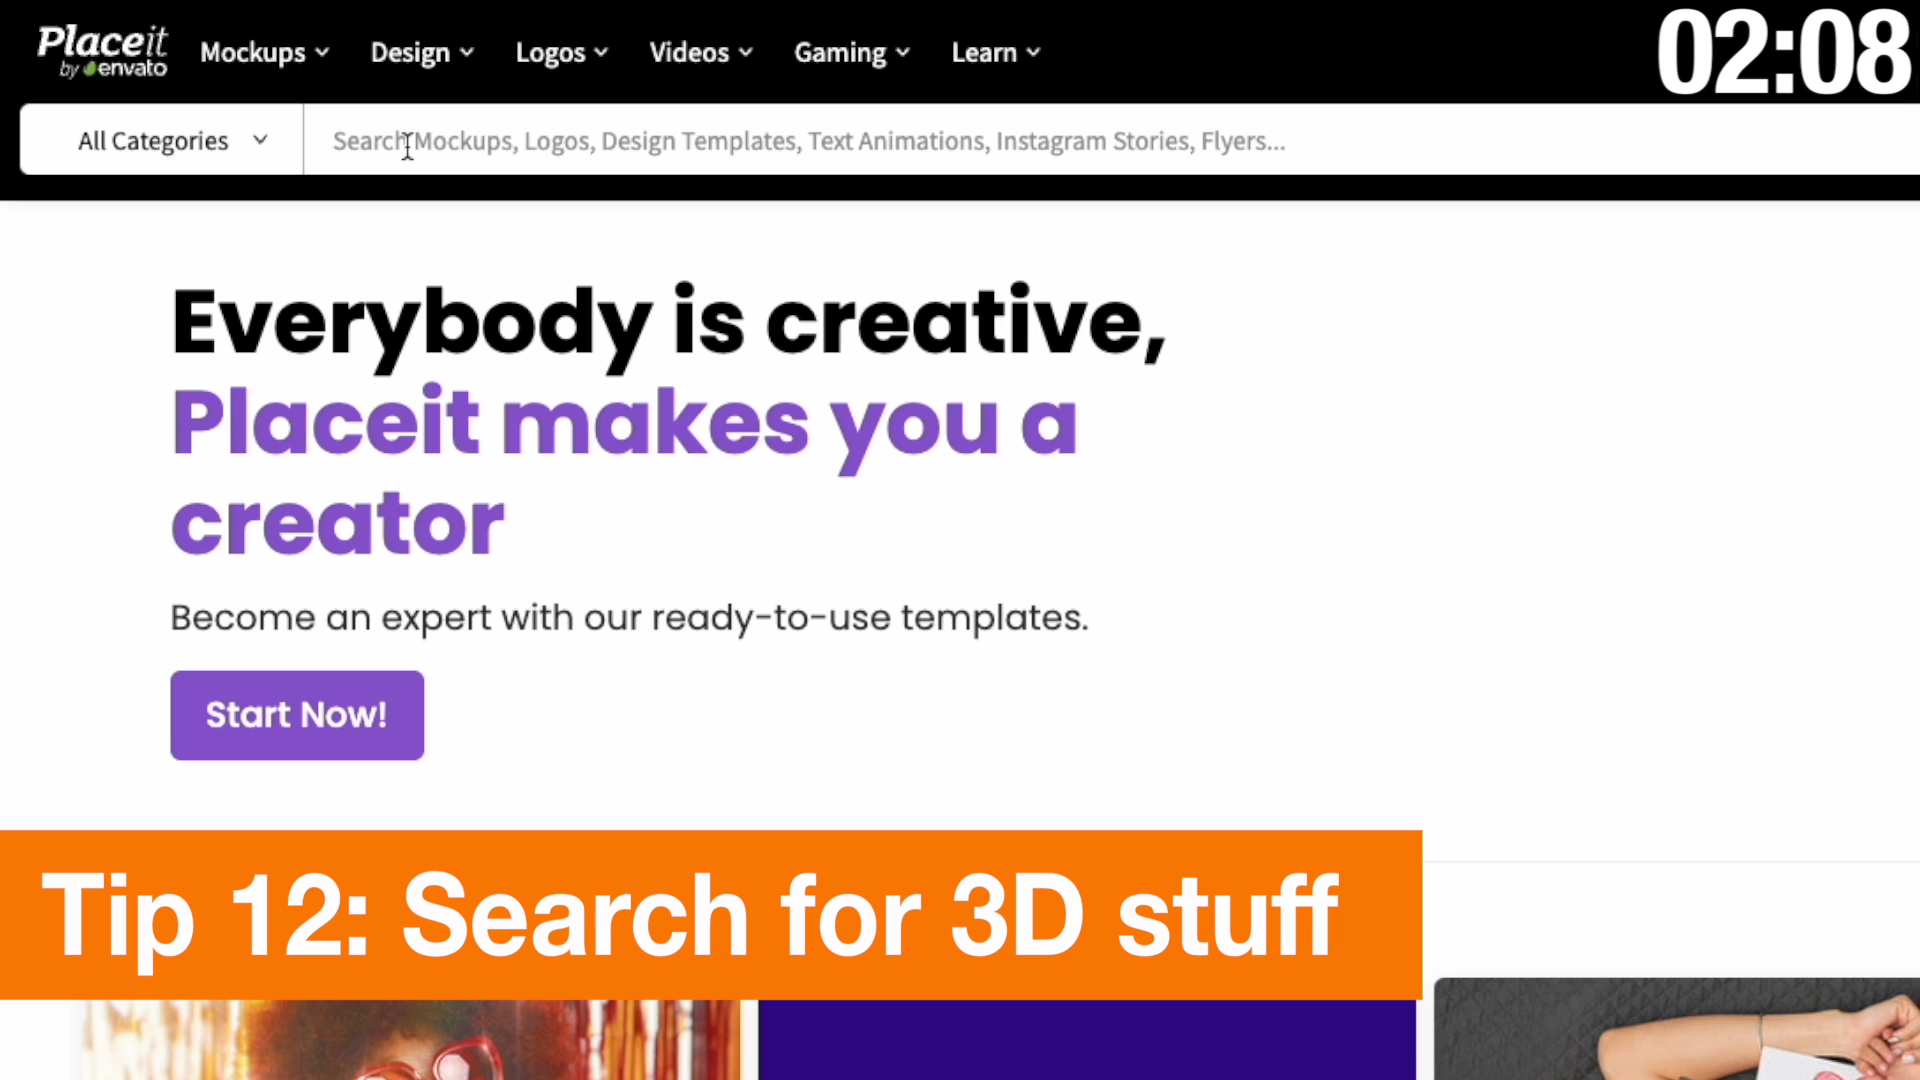 Placeit
by envato
Mockups
Design
Logos
Videos
Gaming
Learn
02:08
All Categories
Search Mockups, Logos, Design Templates, Text Animations, Instagram Stories, Flyers...
Everybody is creative,
Placeit makes you a
creator
Become an expert with our ready-to-use templates.
Start Now!
Tip 12: Search for 3D stuff